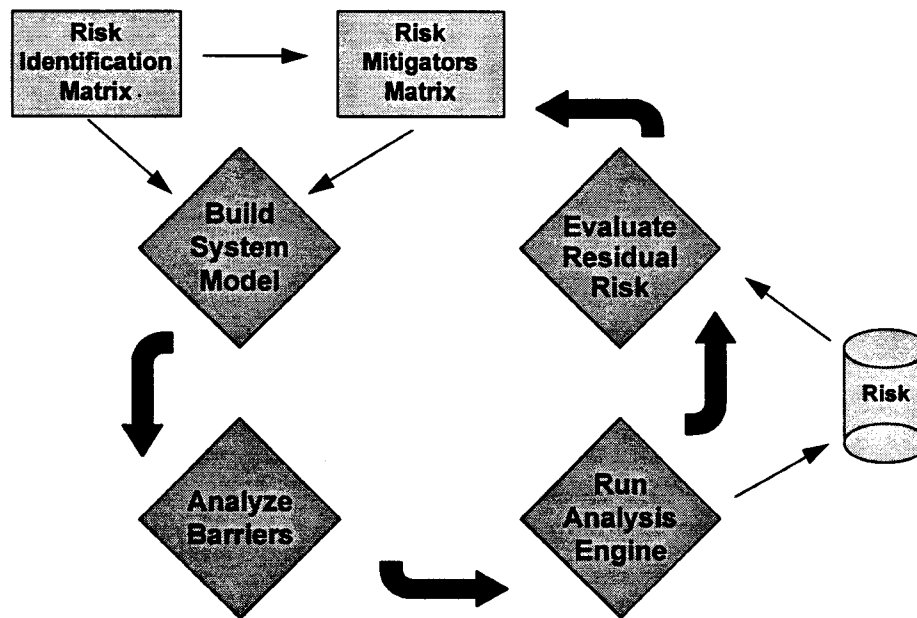 Risk
Identification
Matrix
Risk
Mitigators
Matrix
Build
System
Model
Evaluate
Residual
Risk
Risk
Analyze
Barriers
Run
Analysis
Engine